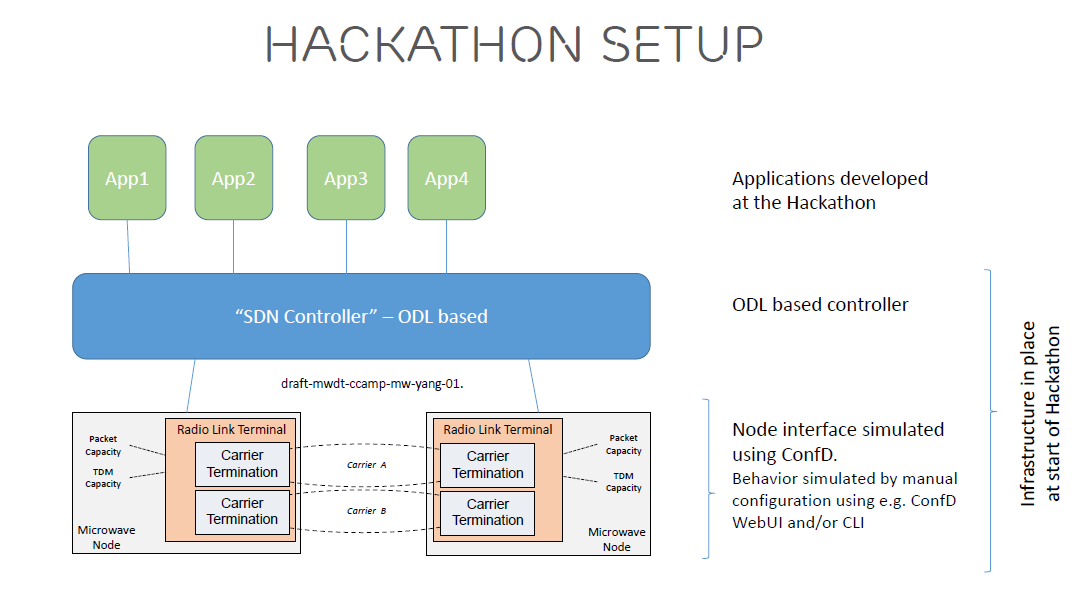 HACKATHON SETUP
App1
App2
App3
App4
Applications developed
at the Hackathon
“SDN Controller” – ODL based
ODL based controller
draft-mwdt-ccamp-mw-yang-01.
Radio Link Terminal
Carrier
Termination
Carrier
Termination
Packet
Capacity
TDM
Capacity
Microwave
Node
Carrier A
Carrier B
Radio Link Terminal
Carrier
Termination
Carrier
Termination
Packet
Capacity
TDM
Capacity
Microwave
Node
Node interface simulated
using ConfD.
Behavior simulated by manual
configuration using e.g. ConfD
WebUI and/or CLI
Infrastructure in place
at start of Hackathon